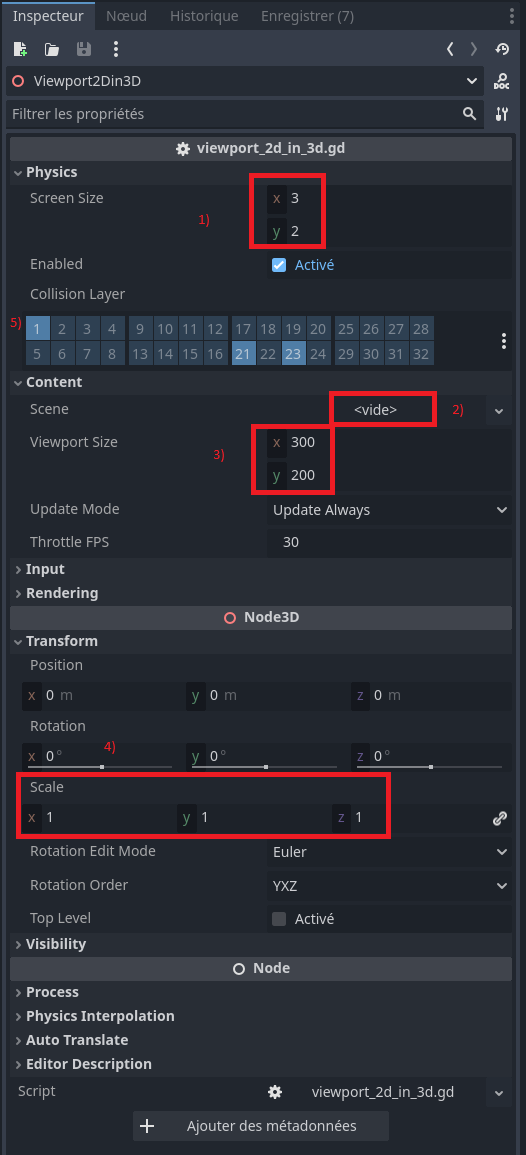 Inspecteur Nœud Historique Enregistrer (7)
Viewport2Din3D DOC
Filtrer les propriétés
viewport_2d_in_3d.gd
Physics
Screen Size x 3
1)
y 2
Enabled Activé
Collision Layer
5) 1 2 3 4 9 10 11 12 17 18 19 20 25 26 27 28
5 6 7 8 13 14 15 16 21 22 23 24 29 30 31 32
Content
Scene <vide> 2)
Viewport Size x 300
3)
y 200
Update Mode Update Always
Throttle FPS 30
Input
Rendering
Node3D
Transform
Position
x 0 m y 0 m z 0 m
Rotation
4)
x 0 ° y 0 ° z 0 °
Scale
x 1 y 1 z 1
Rotation Edit Mode Euler
Rotation Order YXZ
Top Level Activé
Visibility
Node
Process
Physics Interpolation
Auto Translate
Editor Description
Script viewport_2d_in_3d.gd
Ajouter des métadonnées